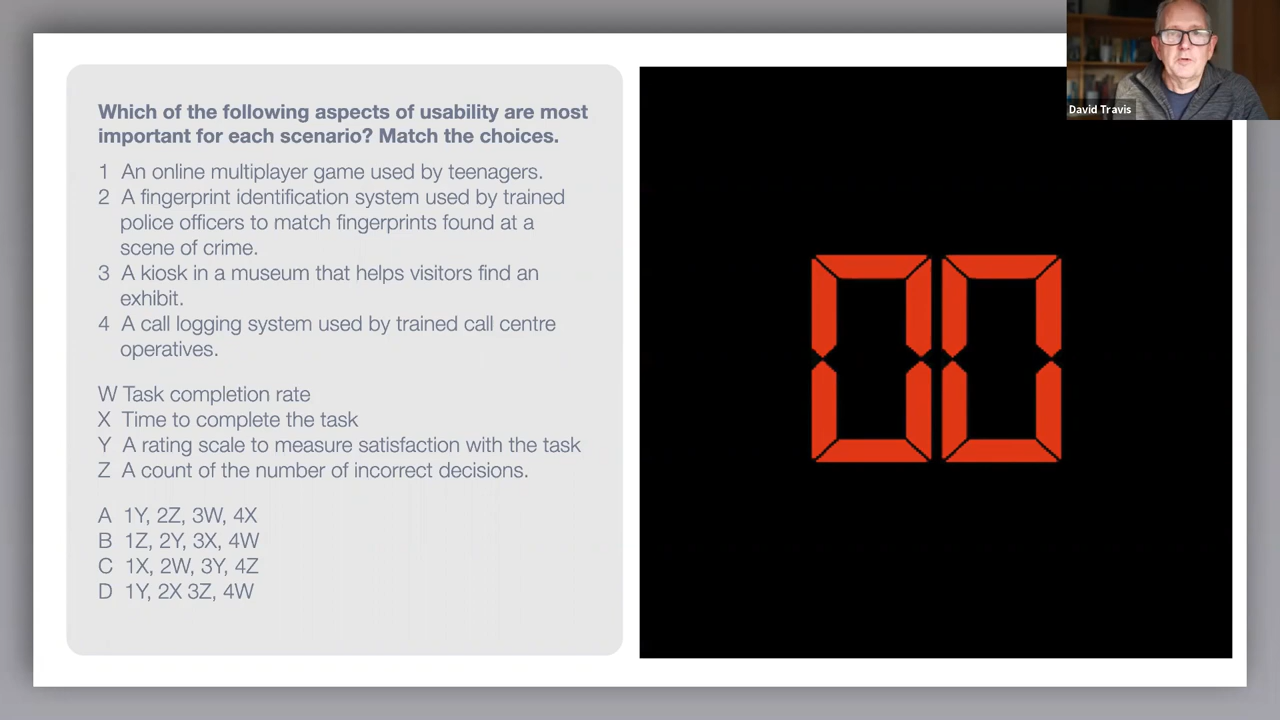 Which of the following aspects of usability are most
important for each scenario? Match the choices.
1 An online multiplayer game used by teenagers.
2 A fingerprint identification system used by trained
police officers to match fingerprints found at a
scene of crime.
3 A kiosk in a museum that helps visitors find an
exhibit.
4 A call logging system used by trained call centre
operatives.
W Task completion rate
X Time to complete the task
Y A rating scale to measure satisfaction with the task
Z A count of the number of incorrect decisions.
A 1Y, 2Z, 3W, 4X
B 1Z, 2Y, 3X, 4W
C 1X, 2W, 3Y, 4Z
D 1Y, 2X 3Z, 4W
00
David Travis